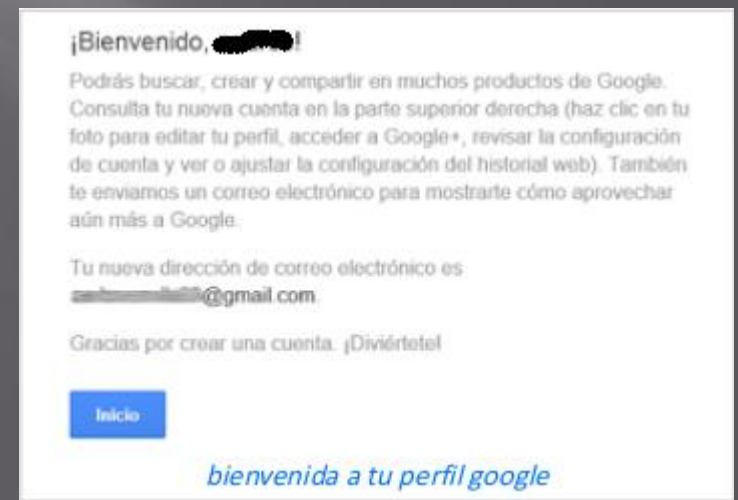 ¡Bienvenido, !
Podrás buscar, crear y compartir en muchos productos de Google.
Consulta tu nueva cuenta en la parte superior derecha (haz clic en tu
foto para editar tu perfil, acceder a Google+, revisar la configuración
de cuenta y ver o ajustar la configuración del historial web). También
te enviamos un correo electrónico para mostrarte cómo aprovechar
aún más a Google.
Tu nueva dirección de correo electrónico es
@gmail.com.
Gracias por crear una cuenta. ¡Diviértete!
Inicio
bienvenida a tu perfil google